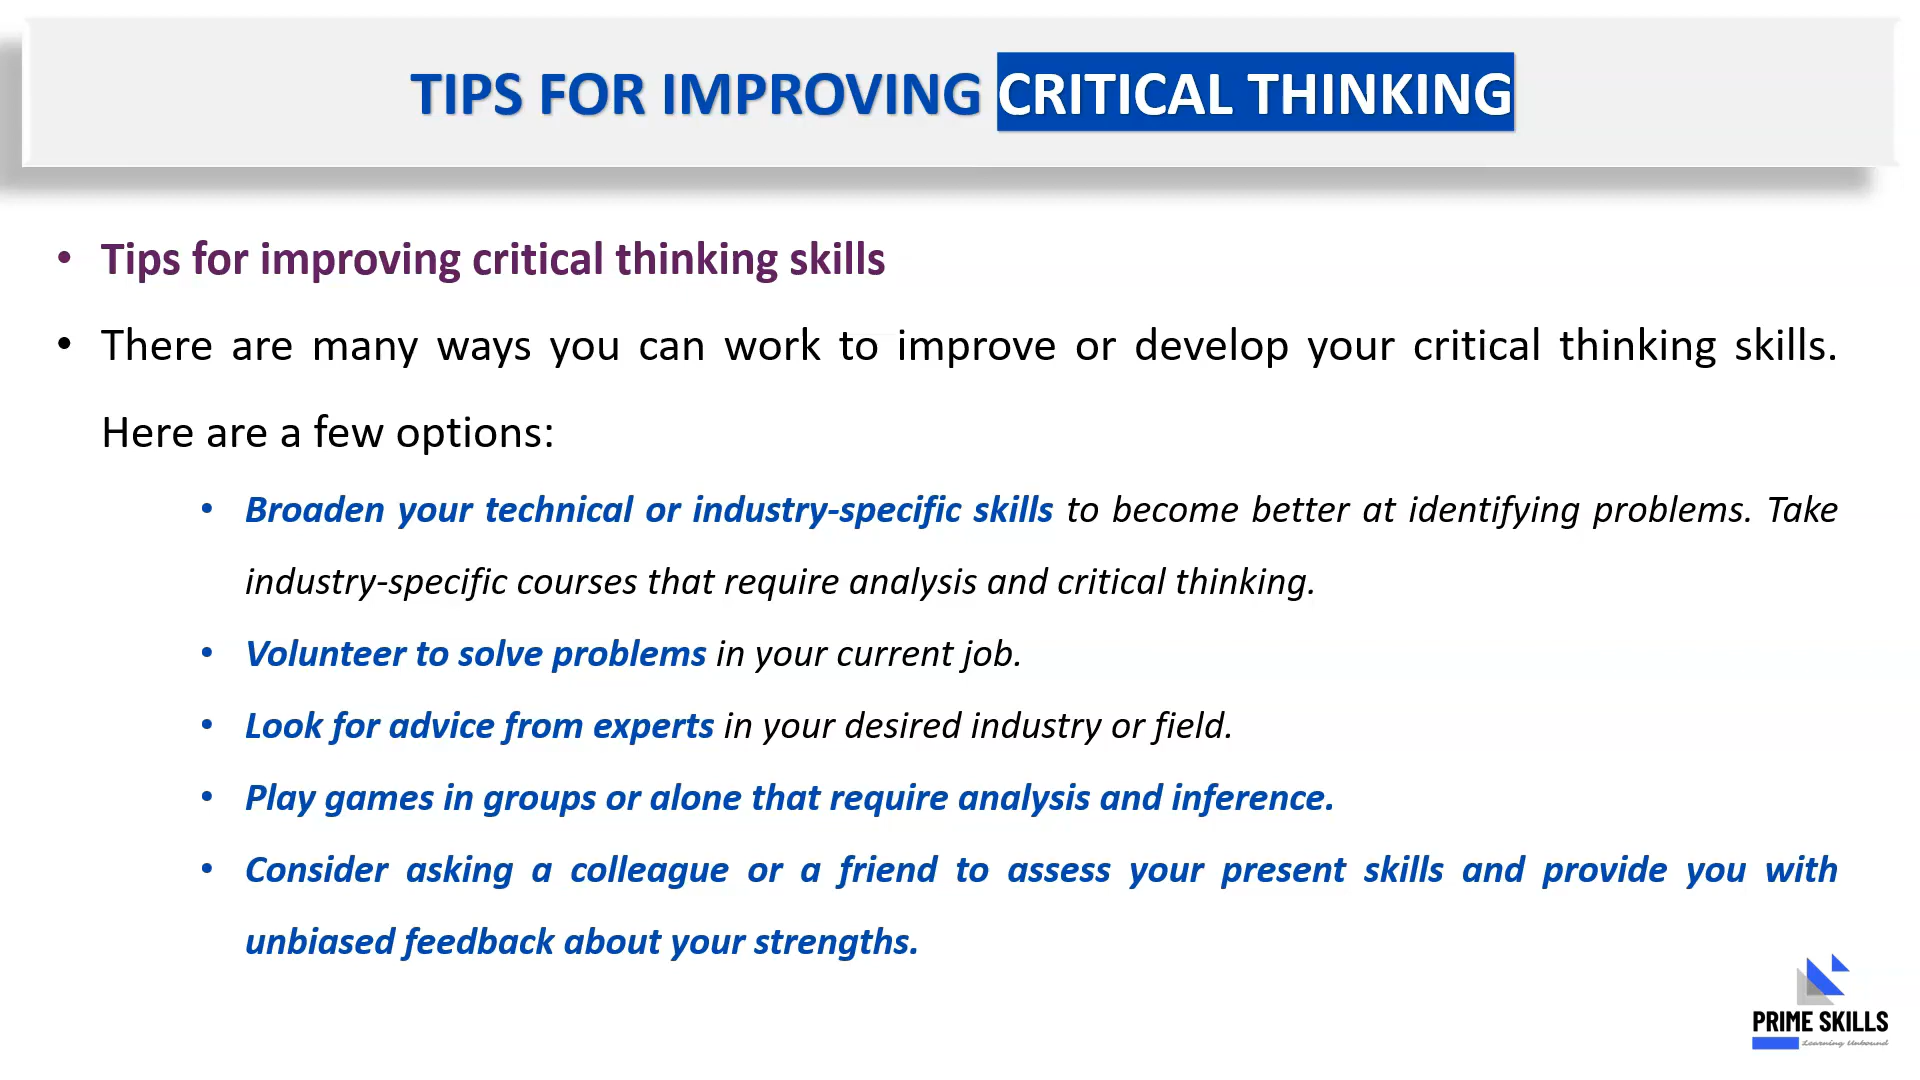 TIPS FOR IMPROVING CRITICAL THINKING
• Tips for improving critical thinking skills
• There are many ways you can work to improve or develop your critical thinking skills.
Here are a few options:
• Broaden your technical or industry-specific skills to become better at identifying problems. Take
industry-specific courses that require analysis and critical thinking.
• Volunteer to solve problems in your current job.
• Look for advice from experts in your desired industry or field.
• Play games in groups or alone that require analysis and inference.
• Consider asking a colleague or a friend to assess your present skills and provide you with
unbiased feedback about your strengths.
PRIME SKILLS
Learning Unbound